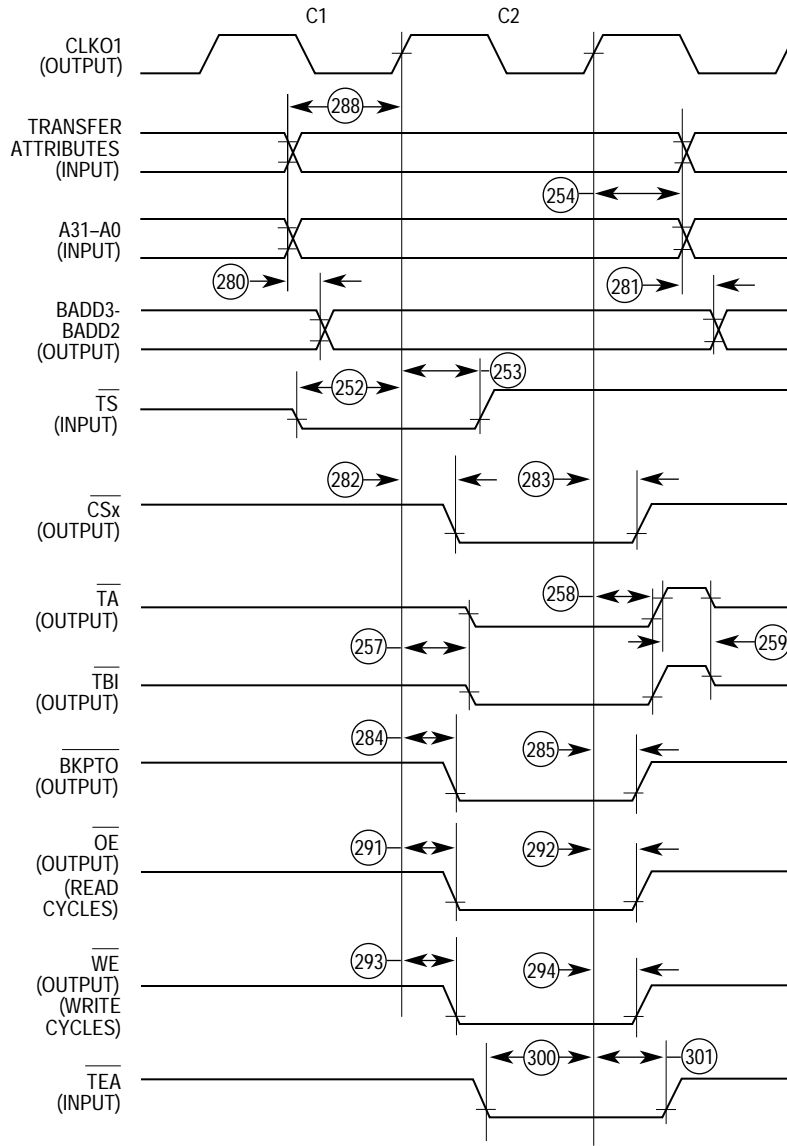 C1 C2
CLKO1
(OUTPUT)
288
TRANSFER
ATTRIBUTES
(INPUT)
254
A31–A0
(INPUT)
280 281
BADD3-
BADD2
(OUTPUT)
252 253
TS
(INPUT)
282 283
CSx
(OUTPUT)
258
TA
(OUTPUT)
257 259
TBI
(OUTPUT)
284 285
BKPTO
(OUTPUT)
291 292
OE
(OUTPUT)
(READ
CYCLES)
293 294
WE
(OUTPUT)
(WRITE
CYCLES)
300 301
TEA
(INPUT)